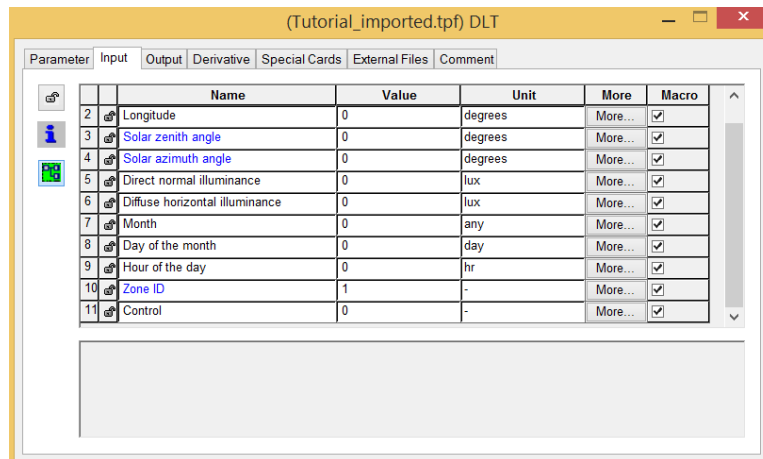 (Tutorial_imported.tpf) DLT
Parameter Input Output Derivative Special Cards External Files Comment
Name Value Unit More Macro
2 Longitude 0 degrees More...
3 Solar zenith angle 0 degrees More...
4 Solar azimuth angle 0 degrees More...
5 Direct normal illuminance 0 lux More...
6 Diffuse horizontal illuminance 0 lux More...
7 Month 0 any More...
8 Day of the month 0 day More...
9 Hour of the day 0 hr More...
10 Zone ID 1 - More...
11 Control 0 - More...